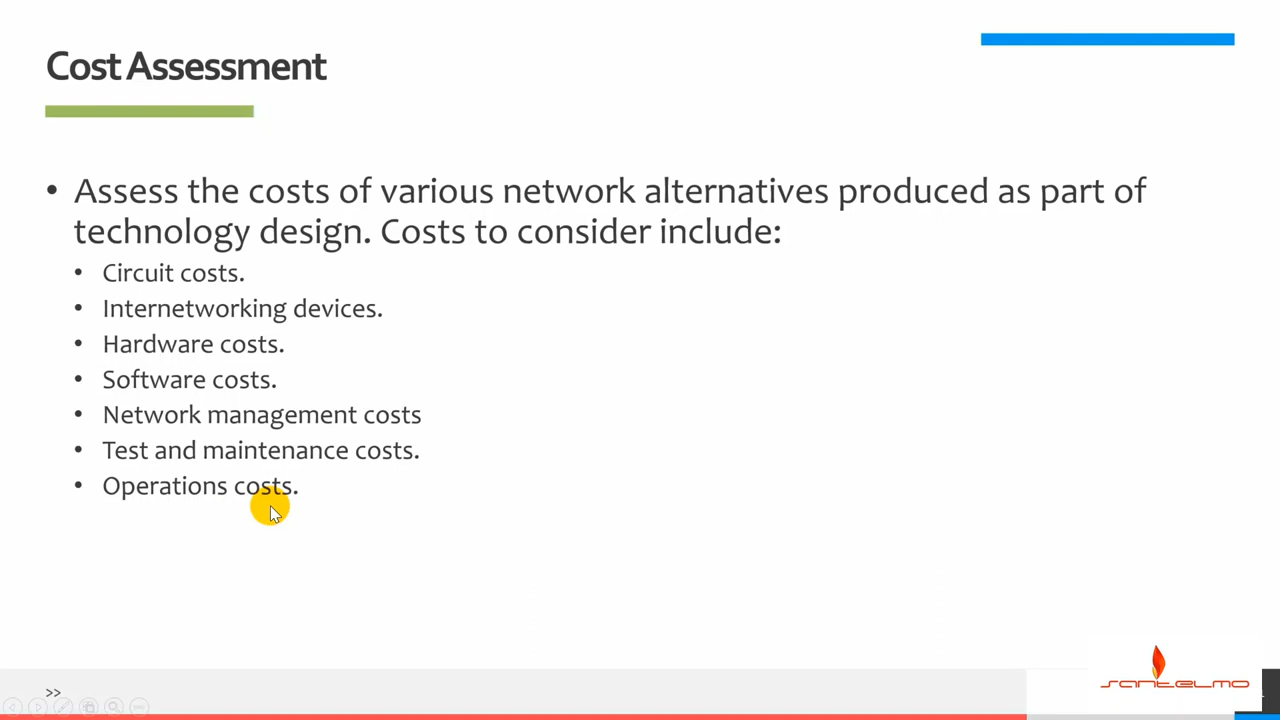 Cost Assessment
• Assess the costs of various network alternatives produced as part of
technology design. Costs to consider include:
• Circuit costs.
• Internetworking devices.
• Hardware costs.
• Software costs.
• Network management costs
• Test and maintenance costs.
• Operations costs.
>>
santelmo